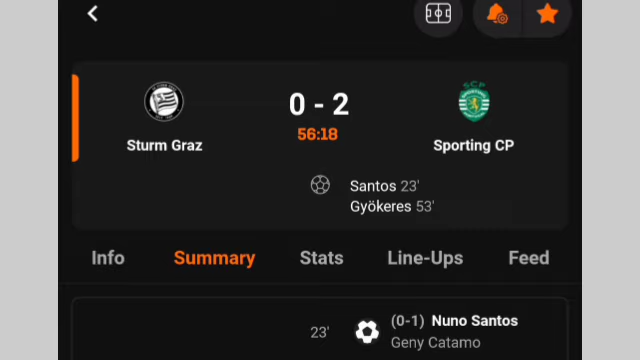 0 - 2
56:18
Sturm Graz
Sporting CP
Santos 23'
Gyökeres 53'
Info Summary Stats Line-Ups Feed
23' (0-1) Nuno Santos
Geny Catamo